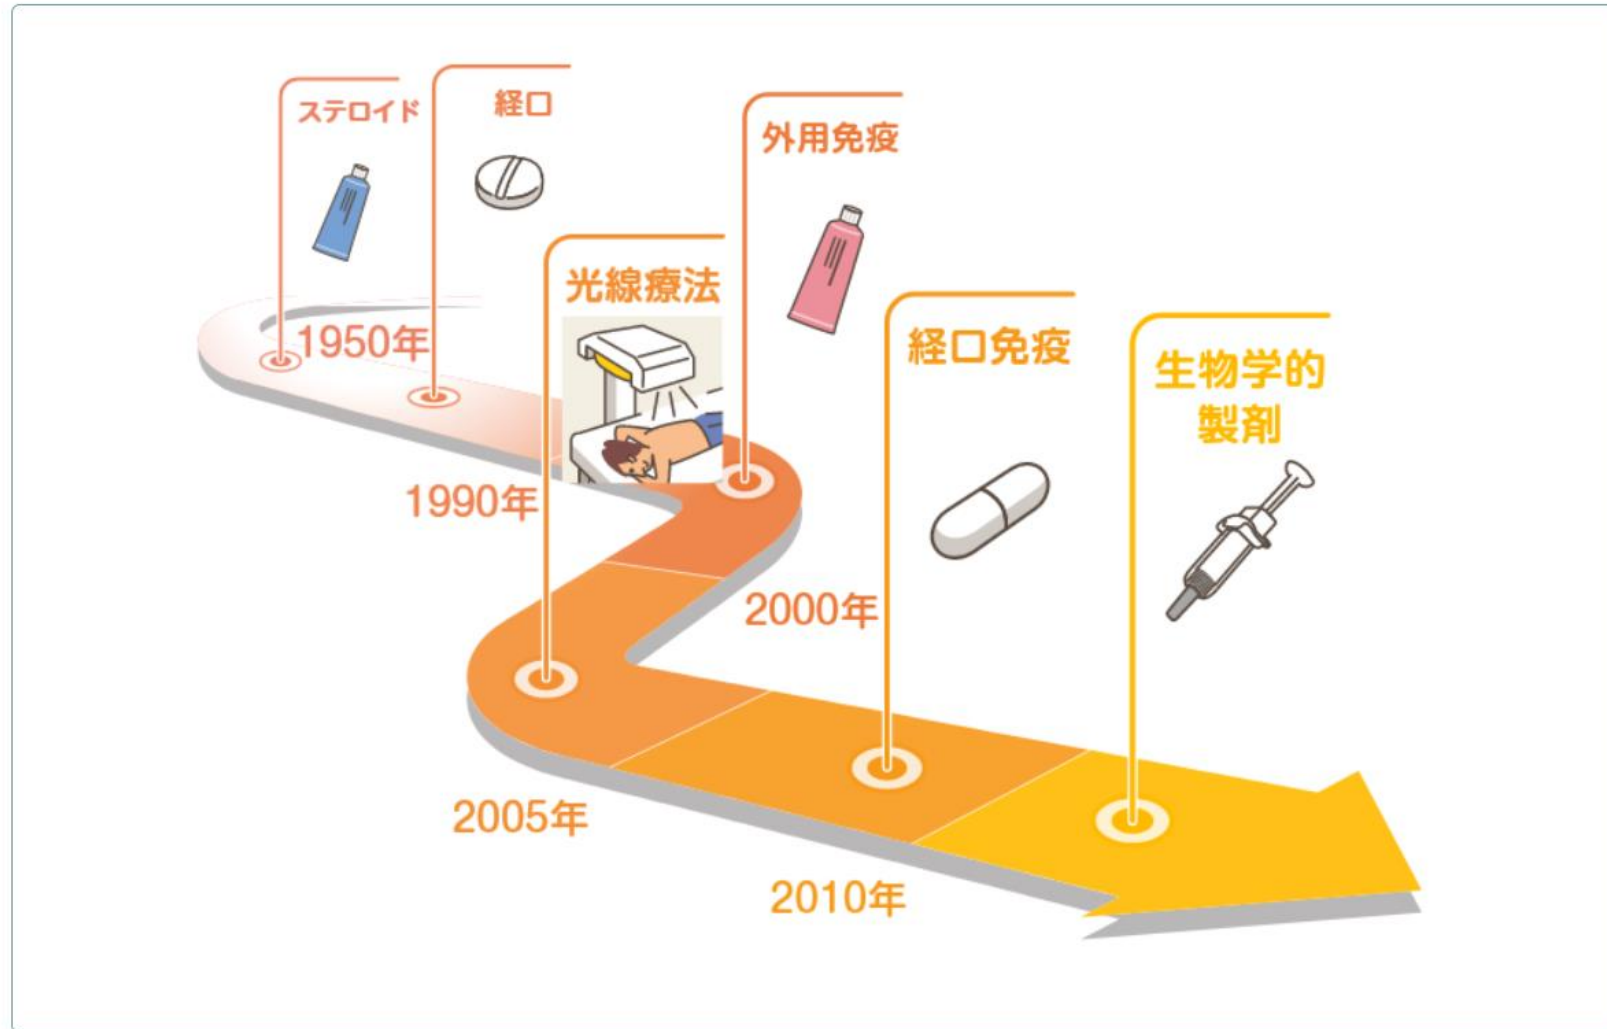 ステロイド
経口
外用免疫
光線療法
1950年
経口免疫
生物学的
製剤
1990年
2000年
2005年
2010年